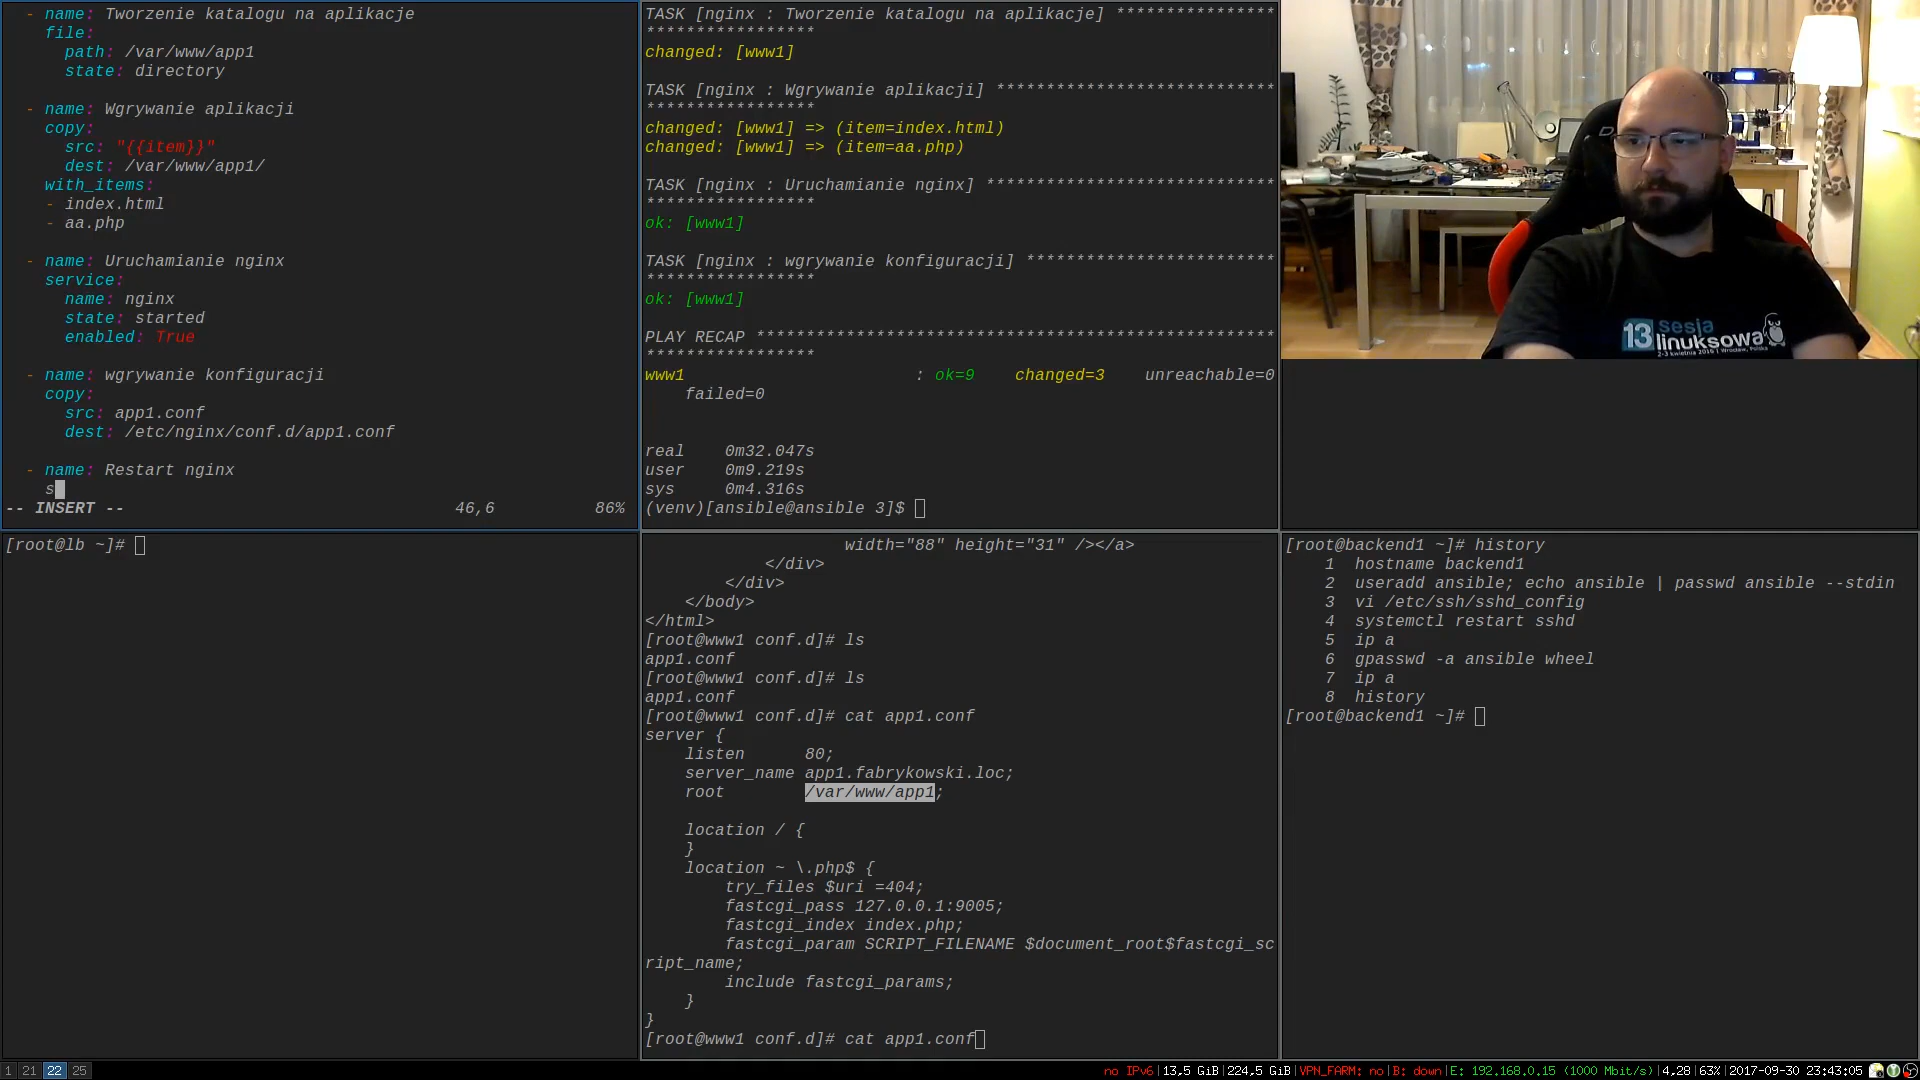 - name: Tworzenie katalogu na aplikacje
file:
path: /var/www/app1
state: directory
- name: Wgrywanie aplikacji
copy:
src: "{{item}}"
dest: /var/www/app1/
with_items:
- index.html
- aa.php
- name: Uruchamianie nginx
service:
name: nginx
state: started
enabled: True
- name: wgrywanie konfiguracji
copy:
src: app1.conf
dest: /etc/nginx/conf.d/app1.conf
- name: Restart nginx
s
-- INSERT -- 46,6 86%
TASK [nginx : Tworzenie katalogu na aplikacje] ****************
*****************
changed: [www1]
TASK [nginx : Wgrywanie aplikacji] ****************************
*****************
changed: [www1] => (item=index.html)
changed: [www1] => (item=aa.php)
TASK [nginx : Uruchamianie nginx] *****************************
*****************
ok: [www1]
TASK [nginx : wgrywanie konfiguracji] *************************
*****************
ok: [www1]
PLAY RECAP ****************************************************
*****************
www1 : ok=9 changed=3 unreachable=0
failed=0
real 0m32.047s
user 0m9.219s
sys 0m4.316s
(venv)[ansible@ansible 3]$
13 sesja
linuksowa
2-3 kwietnia 2016 | Wrocław, Polska
[root@lb ~]#
width="88" height="31" /></a>
</div>
</div>
</body>
</html>
[root@www1 conf.d]# ls
app1.conf
[root@www1 conf.d]# ls
app1.conf
[root@www1 conf.d]# cat app1.conf
server {
listen 80;
server_name app1.fabrykowski.loc;
root /var/www/app1;
location / {
}
location ~ \.php$ {
try_files $uri =404;
fastcgi_pass 127.0.0.1:9005;
fastcgi_index index.php;
fastcgi_param SCRIPT_FILENAME $document_root$fastcgi_sc
ript_name;
include fastcgi_params;
}
}
[root@www1 conf.d]# cat app1.conf
[root@backend1 ~]# history
1 hostname backend1
2 useradd ansible; echo ansible | passwd ansible --stdin
3 vi /etc/ssh/sshd_config
4 systemctl restart sshd
5 ip a
6 gpasswd -a ansible wheel
7 ip a
8 history
[root@backend1 ~]#
1 21 22 25
no IPv6|13,5 GiB|224,5 GiB|VPN_FARM: no|B: down|E: 192.168.0.15 (1000 Mbit/s)|4.28|63%|2017-09-30 23:43:05